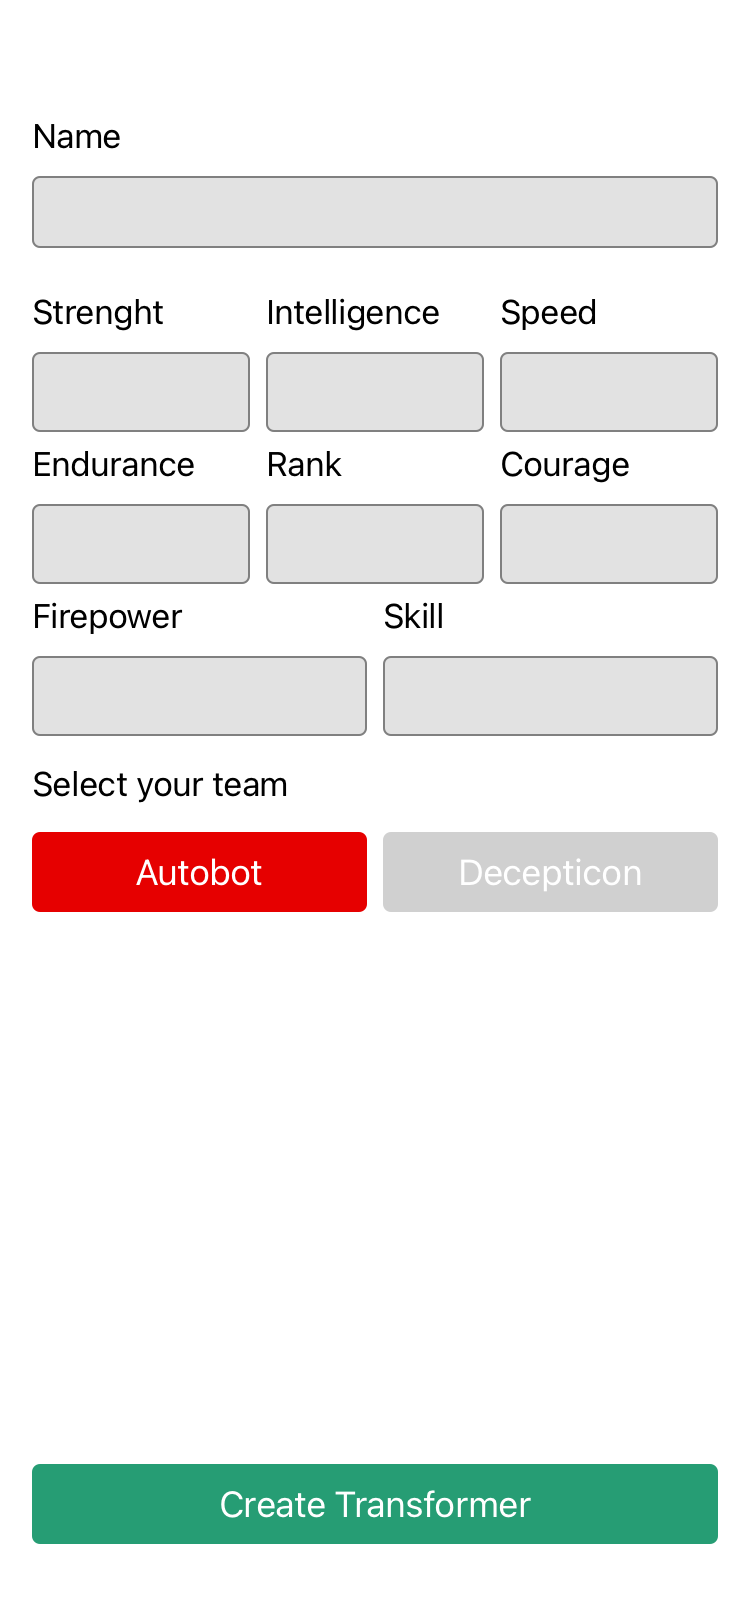 Name
Strenght Intelligence Speed
Endurance Rank Courage
Firepower Skill
Select your team
Autobot Decepticon
Create Transformer